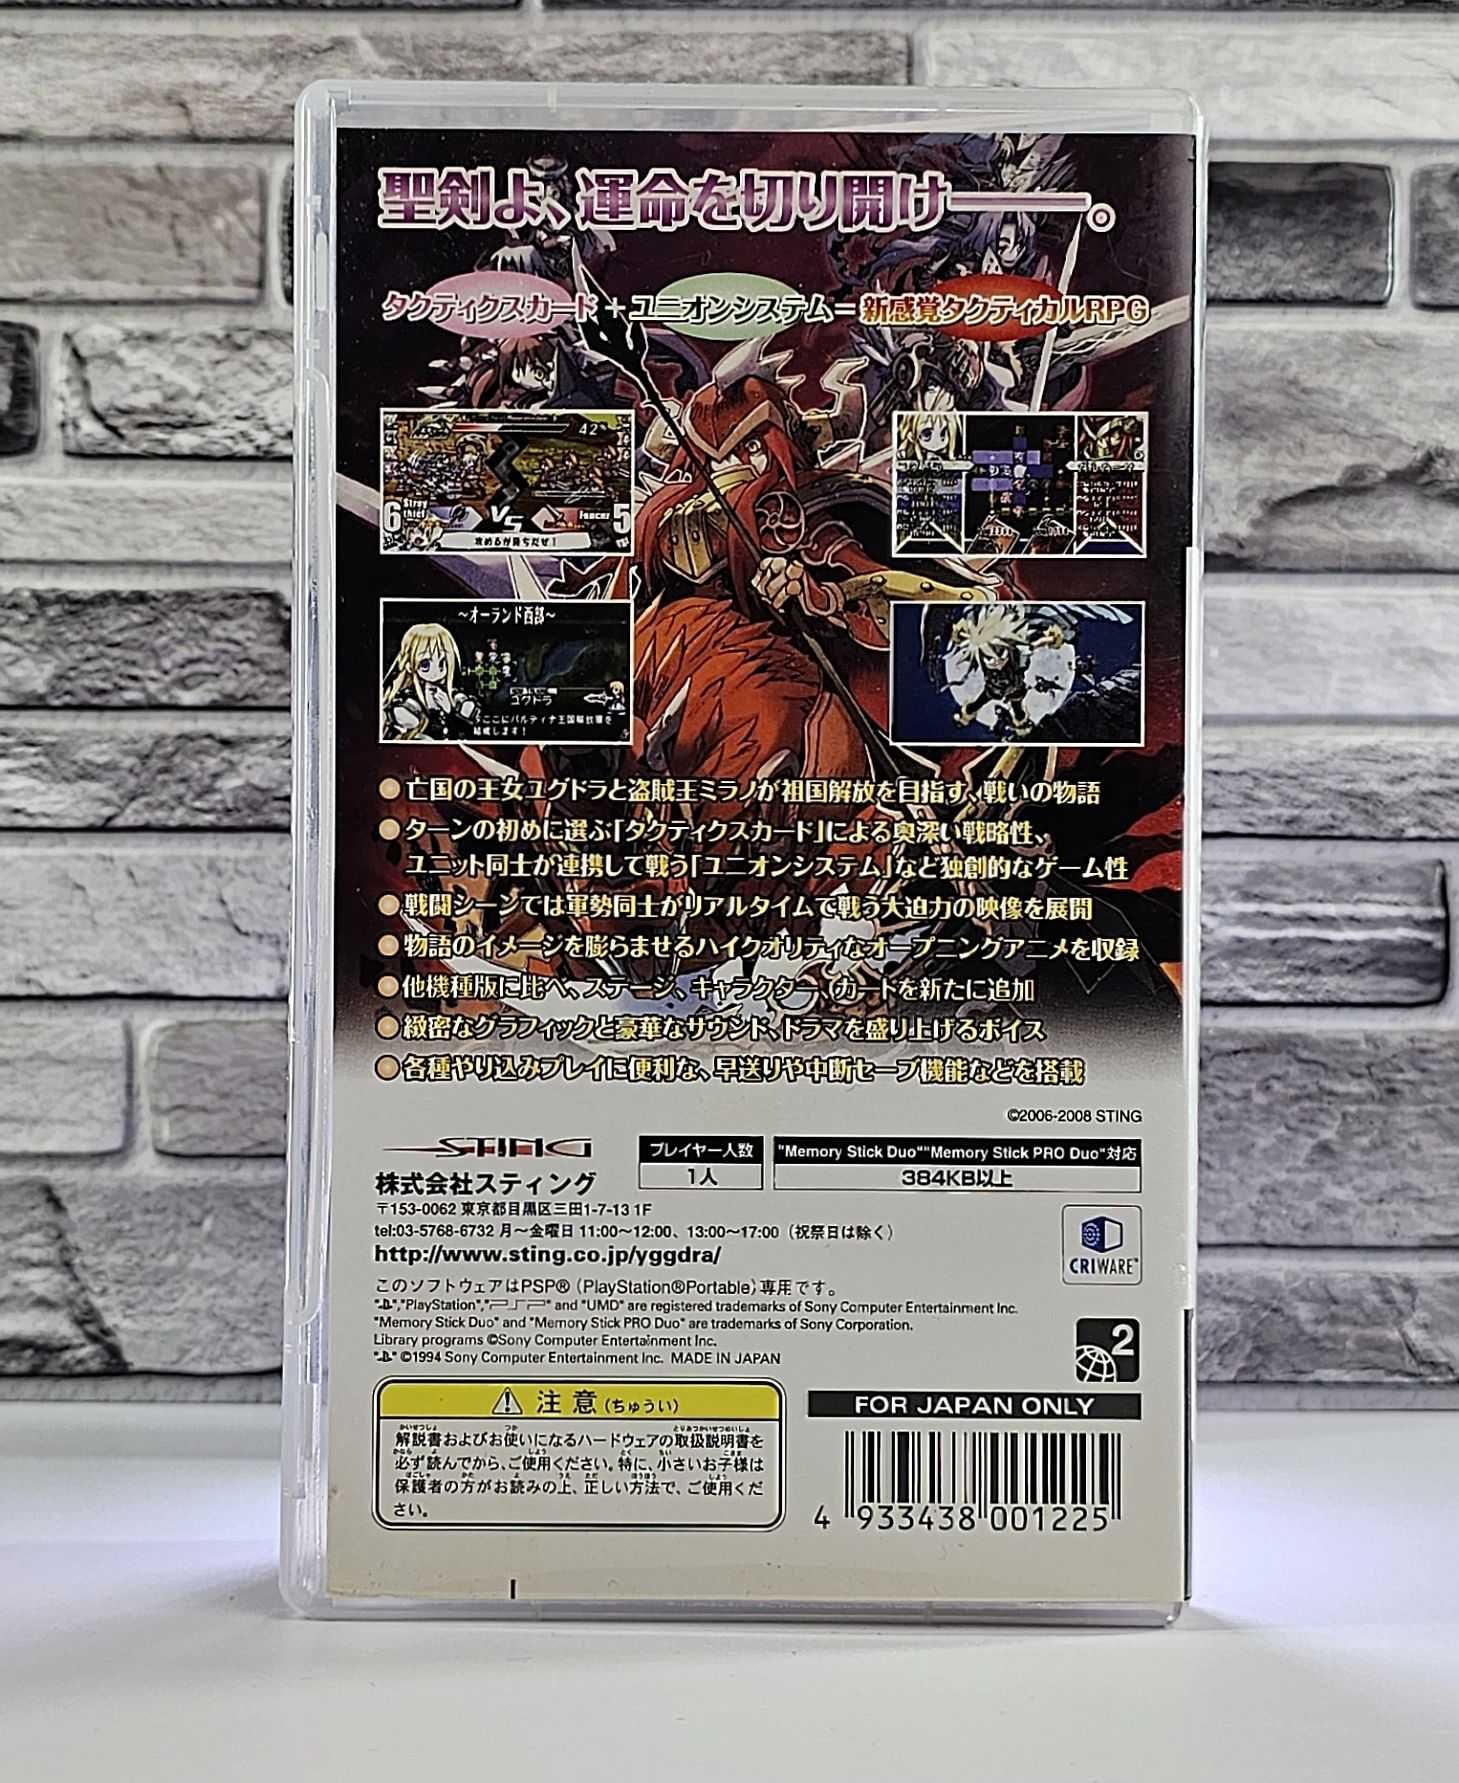 聖剣よ、運命を切り開け――。
タクティクスカード＋ユニオンシステム＝新感覚タクティカルRPG
42
6
VS
Fencer
5
攻めるが勝ちだぜ！
～オーランド西部～
ユグドラ
ここにパルティナ王国解放軍を
結成します！
●亡国の王女ユグドラと盗賊王ミラノが祖国解放を目指す、戦いの物語
●ターンの初めに選ぶ「タクティクスカード」による奥深い戦略性、
ユニット同士が連携して戦う「ユニオンシステム」など独創的なゲーム性
●戦闘シーンでは軍勢同士がリアルタイムで戦う大迫力の映像を展開
●物語のイメージを膨らませるハイクオリティなオープニングアニメを収録
●他機種版に比べ、ステージ、キャラクター、カードを新たに追加
●緻密なグラフィックと豪華なサウンド、ドラマを盛り上げるボイス
●各種やり込みプレイに便利な、早送りや中断セーブ機能などを搭載
©2006-2008 STING
STING
株式会社スティング
プレイヤー人数
1人
"Memory Stick Duo""Memory Stick PRO Duo"対応
384KB以上
〒153-0062 東京都目黒区三田1-7-13 1F
tel:03-5768-6732 月～金曜日 11:00～12:00、13:00～17:00（祝祭日は除く）
http://www.sting.co.jp/yggdra/
CRIWARE™
このソフトウェアはPSP®（PlayStation®Portable）専用です。
"","PlayStation","PSP" and "UMD" are registered trademarks of Sony Computer Entertainment Inc.
"Memory Stick Duo" and "Memory Stick PRO Duo" are trademarks of Sony Corporation.
Library programs ©Sony Computer Entertainment Inc.
"" ©1994 Sony Computer Entertainment Inc. MADE IN JAPAN
2
注意(ちゅうい)
解説書およびお使いになるハードウェアの取扱説明書を
必ず読んでから、ご使用ください。特に、小さいお子様は
保護者の方がお読みの上、正しい方法で、ご使用くだ
さい。
FOR JAPAN ONLY
4 933438 001225